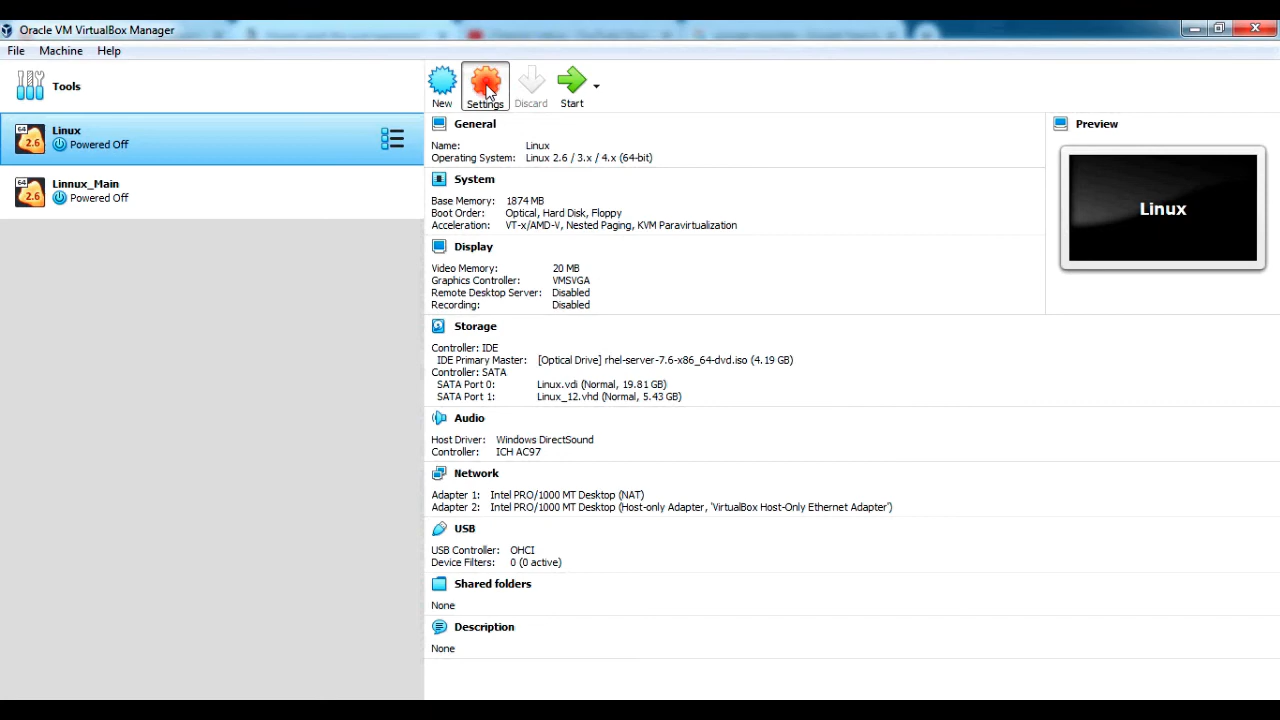 Oracle VM VirtualBox Manager
File Machine Help
Tools
New Settings Discard Start
64 2.6 Linux
Powered Off
64 2.6 Linnux_Main
Powered Off
General
Name: Linux
Operating System: Linux 2.6 / 3.x / 4.x (64-bit)
System
Base Memory: 1874 MB
Boot Order: Optical, Hard Disk, Floppy
Acceleration: VT-x/AMD-V, Nested Paging, KVM Paravirtualization
Display
Video Memory: 20 MB
Graphics Controller: VMSVGA
Remote Desktop Server: Disabled
Recording: Disabled
Preview
Linux
Storage
Controller: IDE
IDE Primary Master: [Optical Drive] rhel-server-7.6-x86_64-dvd.iso (4.19 GB)
Controller: SATA
SATA Port 0: Linux.vdi (Normal, 19.81 GB)
SATA Port 1: Linux_12.vhd (Normal, 5.43 GB)
Audio
Host Driver: Windows DirectSound
Controller: ICH AC97
Network
Adapter 1: Intel PRO/1000 MT Desktop (NAT)
Adapter 2: Intel PRO/1000 MT Desktop (Host-only Adapter, 'VirtualBox Host-Only Ethernet Adapter')
USB
USB Controller: OHCI
Device Filters: 0 (0 active)
Shared folders
None
Description
None